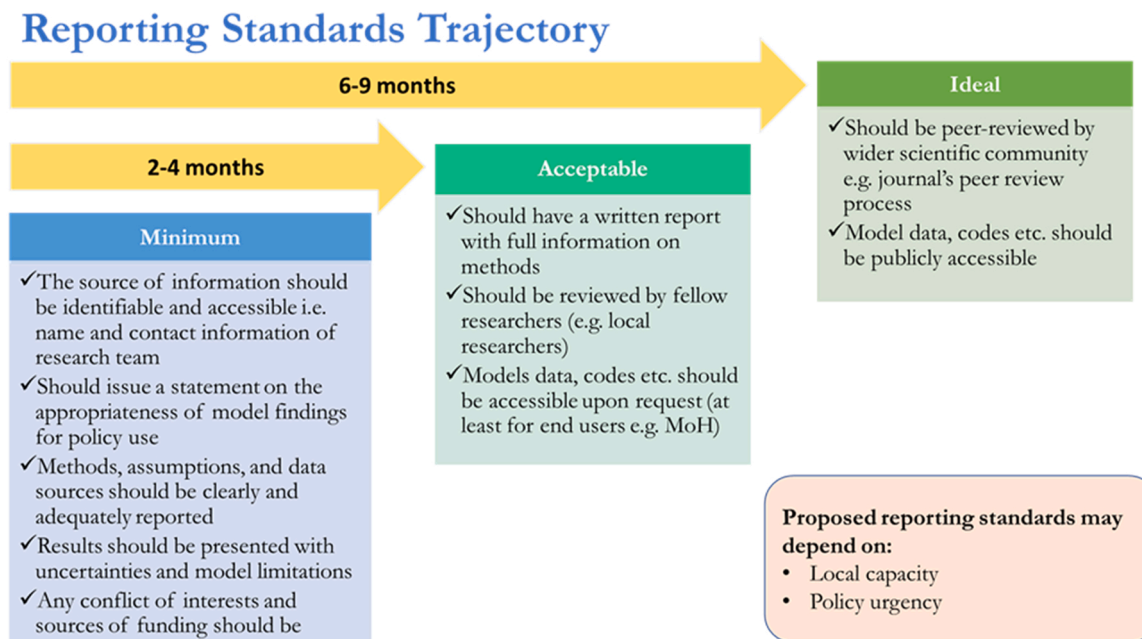 Reporting Standards Trajectory
6-9 months
2-4 months
Minimum
✓The source of information should
be identifiable and accessible i.e.
name and contact information of
research team
✓Should issue a statement on the
appropriateness of model findings
for policy use
✓Methods, assumptions, and data
sources should be clearly and
adequately reported
✓Results should be presented with
uncertainties and model limitations
✓Any conflict of interests and
sources of funding should be
Acceptable
✓Should have a written report
with full information on
methods
✓Should be reviewed by fellow
researchers (e.g. local
researchers)
✓Models data, codes etc. should
be accessible upon request (at
least for end users e.g. MoH)
Ideal
✓Should be peer-reviewed by
wider scientific community
e.g. journal's peer review
process
✓Model data, codes etc. should
be publicly accessible
Proposed reporting standards may
depend on:
• Local capacity
• Policy urgency